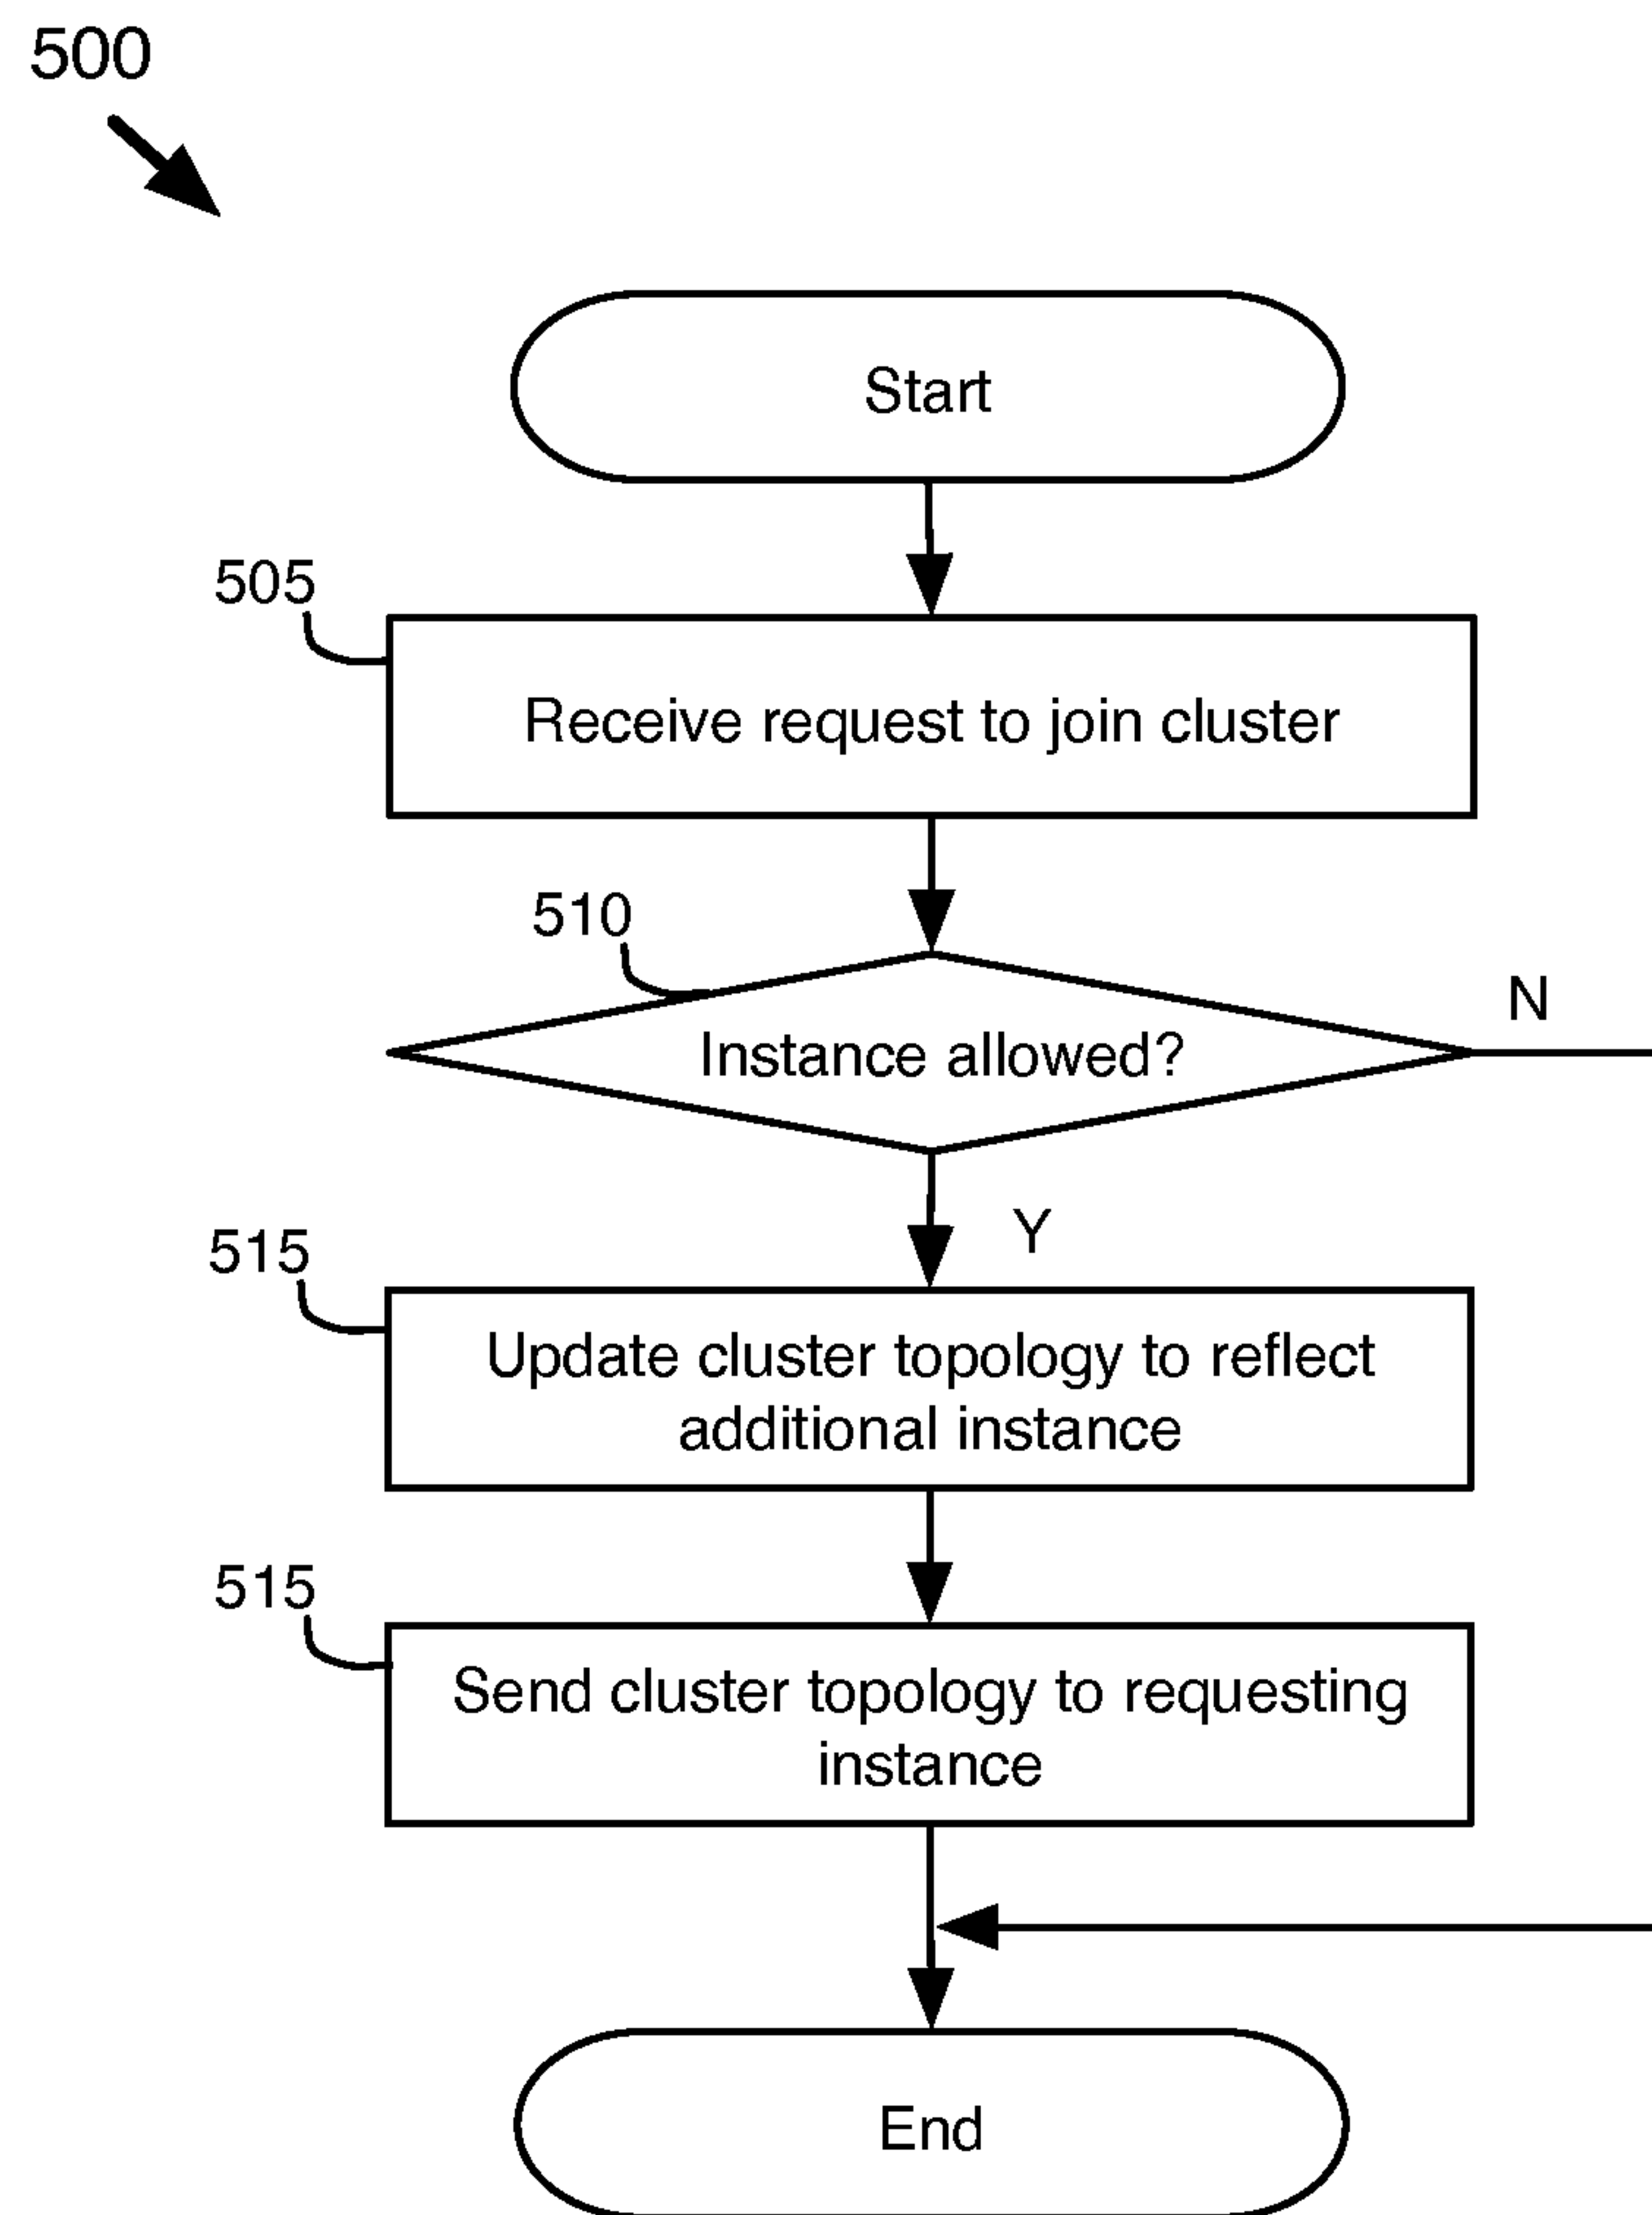 500
Start
505
Receive request to join cluster
510
N
Instance allowed?
Y
515
Update cluster topology to reflect
additional instance
515
Send cluster topology to requesting
instance
End